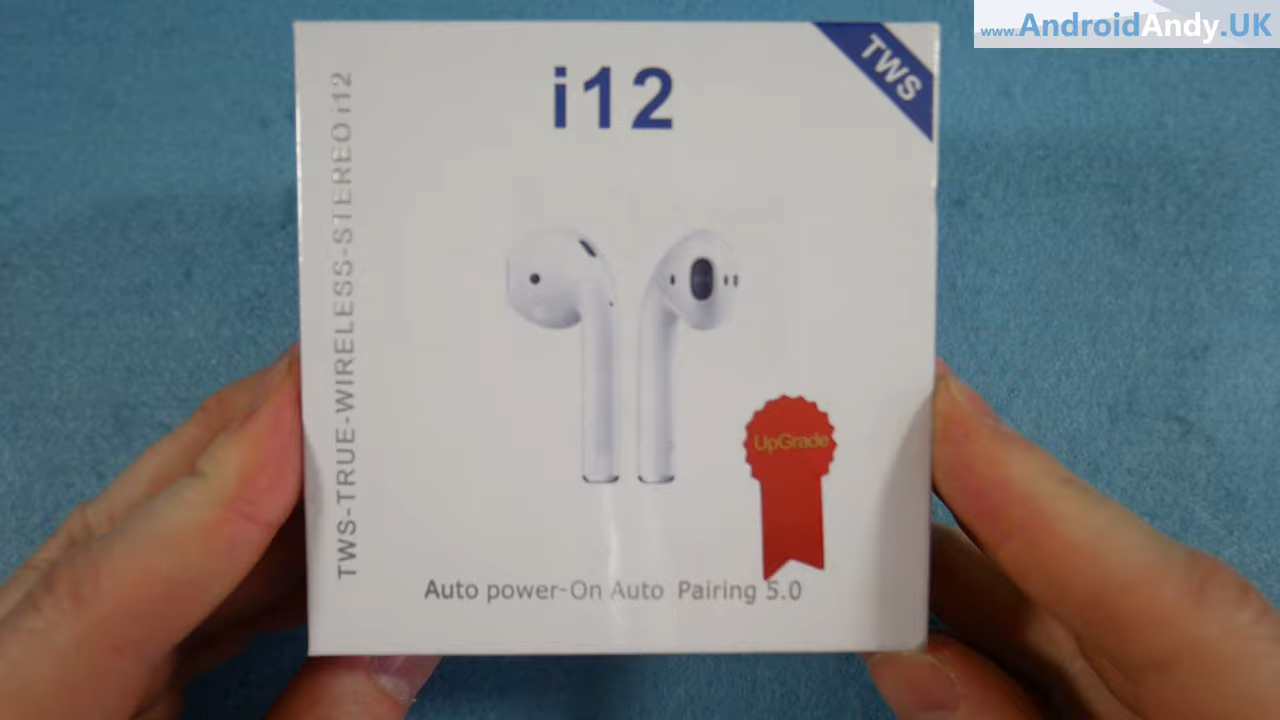 www.AndroidAndy.UK
TWS
i12
TWS-TRUE-WIRELESS-STEREO i12
UpGrade
Auto power-On Auto Pairing 5.0